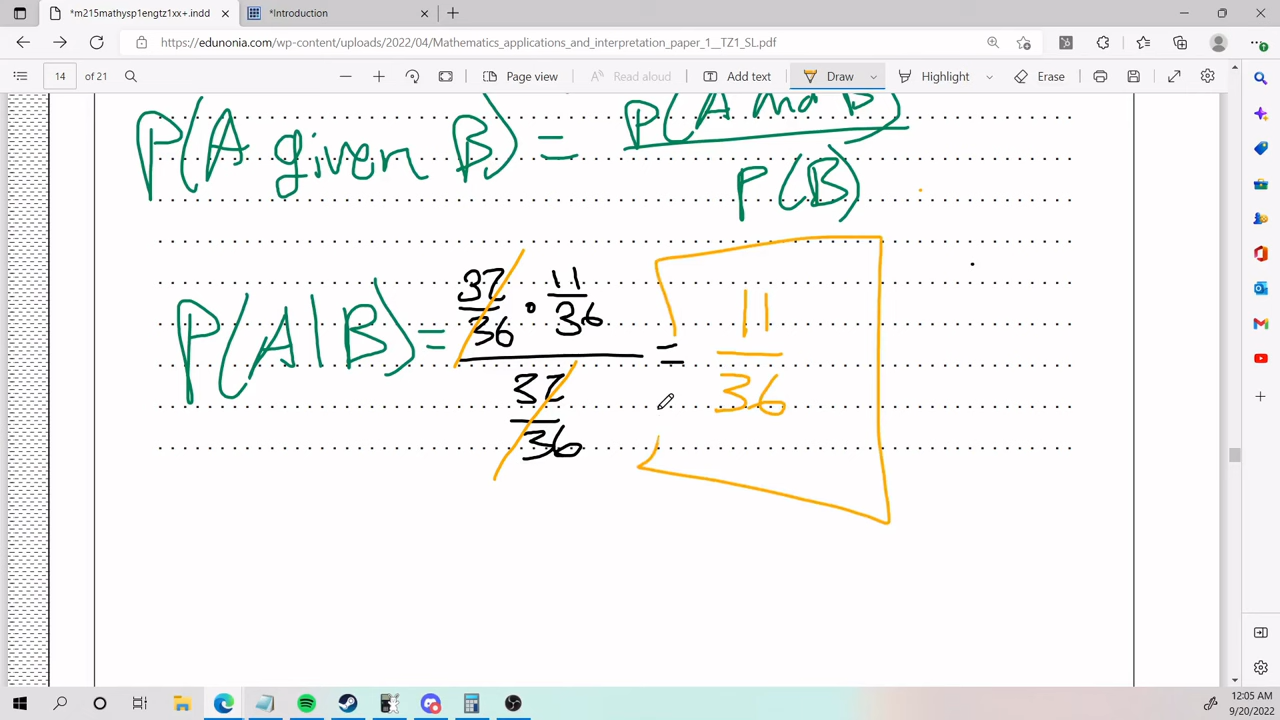 *m215mathysp1engtz1xx+.indd
*Introduction
https://edunonia.com/wp-content/uploads/2022/04/Mathematics_applications_and_interpretation_paper_1__TZ1_SL.pdf
14 of 21
Page view
Read aloud
Add text
Draw
Highlight
Erase
P(A given B) = P(A and B) / P(B)
P(A|B) = (32/36 · 11/36) / (32/36) = 11/36
12:05 AM
9/20/2022